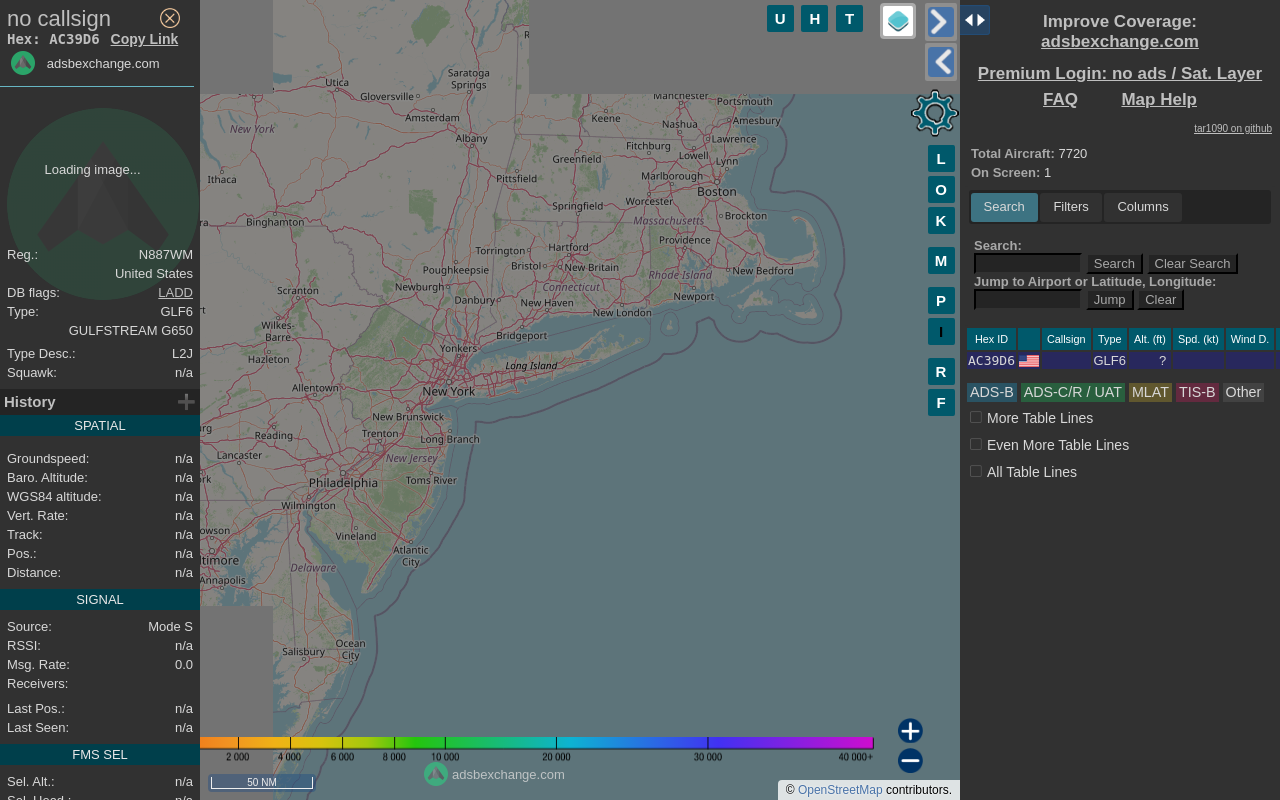 no callsign
Hex: AC39D6 Copy Link
adsbexchange.com
Loading image...
Reg.: N887WM
United States
DB flags: LADD
Type: GLF6
GULFSTREAM G650
Type Desc.: L2J
Squawk: n/a
History
SPATIAL
Groundspeed: n/a
Baro. Altitude: n/a
WGS84 altitude: n/a
Vert. Rate: n/a
Track: n/a
Pos.: n/a
Distance: n/a
SIGNAL
Source: Mode S
RSSI: n/a
Msg. Rate: 0.0
Receivers:
Last Pos.: n/a
Last Seen: n/a
FMS SEL
Sel. Alt.: n/a
U H T
L
O
K
M
P
I
R
F
Utica
Saratoga Springs
Gloversville
Amsterdam
New York
Albany
Keene
Manchester
Portsmouth
Nashua
Amesbury
Lawrence
Fitchburg
Lowell
Lynn
Greenfield
Marlborough
Boston
Pittsfield
Ithaca
Worcester
Springfield
Massachusetts
Brockton
Binghamton
Providence
Hartford
Torrington
Bristol
New Britain
Poughkeepsie
Rhode Island
New Bedford
Newburgh
Connecticut
Danbury
Newport
New Haven
New London
Scranton
Wilkes-Barre
Bridgeport
Hazleton
Yonkers
Long Island
Allentown
New York
New Brunswick
Reading
Trenton
Long Branch
Lancaster
New Jersey
Philadelphia
Toms River
Wilmington
Vineland
Atlantic City
Delaware
Annapolis
Ocean City
Salisbury
2 000 4 000 6 000 8 000 10 000 20 000 30 000 40 000+
50 NM
adsbexchange.com
© OpenStreetMap contributors.
Improve Coverage:
adsbexchange.com
Premium Login: no ads / Sat. Layer
FAQ Map Help
tar1090 on github
Total Aircraft: 7720
On Screen: 1
Search Filters Columns
Search:
Search Clear Search
Jump to Airport or Latitude, Longitude:
Jump Clear
Hex ID Callsign Type Alt. (ft) Spd. (kt) Wind D.
AC39D6 GLF6 ?
ADS-B ADS-C/R / UAT MLAT TIS-B Other
More Table Lines
Even More Table Lines
All Table Lines